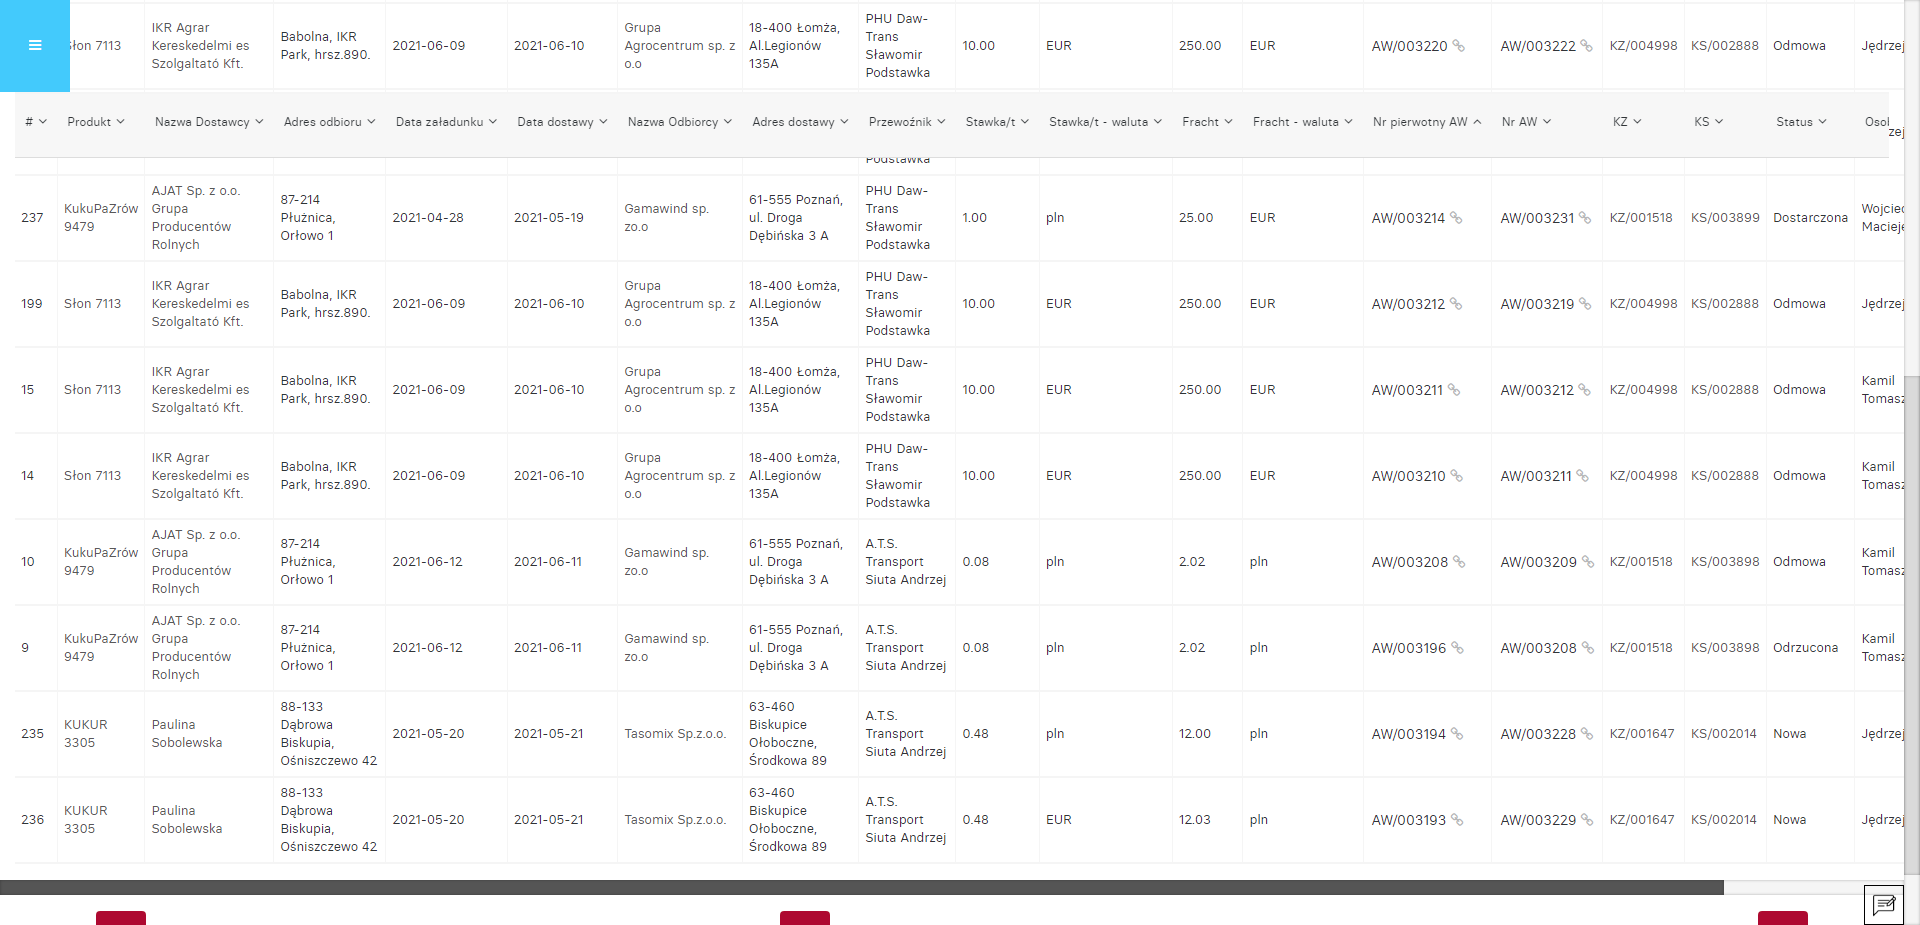 Słon 7113 IKR Agrar Kereskedelmi es Szolgaltató Kft. Babolna, IKR Park, hrsz.890. 2021-06-09 2021-06-10 Grupa Agrocentrum sp. z o.o 18-400 Łomża, Al.Legionów 135A PHU Daw-Trans Sławomir Podstawka 10.00 EUR 250.00 EUR AW/003220 AW/003222 KZ/004998 KS/002888 Odmowa Jędrzej
# Produkt Nazwa Dostawcy Adres odbioru Data załadunku Data dostawy Nazwa Odbiorcy Adres dostawy Przewoźnik Stawka/t Stawka/t - waluta Fracht Fracht - waluta Nr pierwotny AW Nr AW KZ KS Status
Podstawka
237 KukuPaZrów 9479 AJAT Sp. z o.o. Grupa Producentów Rolnych 87-214 Płużnica, Orłowo 1 2021-04-28 2021-05-19 Gamawind sp. zo.o 61-555 Poznań, ul. Droga Dębińska 3 A PHU Daw-Trans Sławomir Podstawka 1.00 pln 25.00 EUR AW/003214 AW/003231 KZ/001518 KS/003899 Dostarczona Wojciec Macieje
199 Słon 7113 IKR Agrar Kereskedelmi es Szolgaltató Kft. Babolna, IKR Park, hrsz.890. 2021-06-09 2021-06-10 Grupa Agrocentrum sp. z o.o 18-400 Łomża, Al.Legionów 135A PHU Daw-Trans Sławomir Podstawka 10.00 EUR 250.00 EUR AW/003212 AW/003219 KZ/004998 KS/002888 Odmowa Jędrzej
15 Słon 7113 IKR Agrar Kereskedelmi es Szolgaltató Kft. Babolna, IKR Park, hrsz.890. 2021-06-09 2021-06-10 Grupa Agrocentrum sp. z o.o 18-400 Łomża, Al.Legionów 135A PHU Daw-Trans Sławomir Podstawka 10.00 EUR 250.00 EUR AW/003211 AW/003212 KZ/004998 KS/002888 Odmowa Kamil Tomasz
14 Słon 7113 IKR Agrar Kereskedelmi es Szolgaltató Kft. Babolna, IKR Park, hrsz.890. 2021-06-09 2021-06-10 Grupa Agrocentrum sp. z o.o 18-400 Łomża, Al.Legionów 135A PHU Daw-Trans Sławomir Podstawka 10.00 EUR 250.00 EUR AW/003210 AW/003211 KZ/004998 KS/002888 Odmowa Kamil Tomasz
10 KukuPaZrów 9479 AJAT Sp. z o.o. Grupa Producentów Rolnych 87-214 Płużnica, Orłowo 1 2021-06-12 2021-06-11 Gamawind sp. zo.o 61-555 Poznań, ul. Droga Dębińska 3 A A.T.S. Transport Siuta Andrzej 0.08 pln 2.02 pln AW/003208 AW/003209 KZ/001518 KS/003898 Odmowa Kamil Tomasz
9 KukuPaZrów 9479 AJAT Sp. z o.o. Grupa Producentów Rolnych 87-214 Płużnica, Orłowo 1 2021-06-12 2021-06-11 Gamawind sp. zo.o 61-555 Poznań, ul. Droga Dębińska 3 A A.T.S. Transport Siuta Andrzej 0.08 pln 2.02 pln AW/003196 AW/003208 KZ/001518 KS/003898 Odrzucona Kamil Tomasz
235 KUKUR 3305 Paulina Sobolewska 88-133 Dąbrowa Biskupia, Ośniszczewo 42 2021-05-20 2021-05-21 Tasomix Sp.z.o.o. 63-460 Biskupice Ołoboczne, Środkowa 89 A.T.S. Transport Siuta Andrzej 0.48 pln 12.00 pln AW/003194 AW/003228 KZ/001647 KS/002014 Nowa Jędrzej
236 KUKUR 3305 Paulina Sobolewska 88-133 Dąbrowa Biskupia, Ośniszczewo 42 2021-05-20 2021-05-21 Tasomix Sp.z.o.o. 63-460 Biskupice Ołoboczne, Środkowa 89 A.T.S. Transport Siuta Andrzej 0.48 EUR 12.03 pln AW/003193 AW/003229 KZ/001647 KS/002014 Nowa Jędrzej